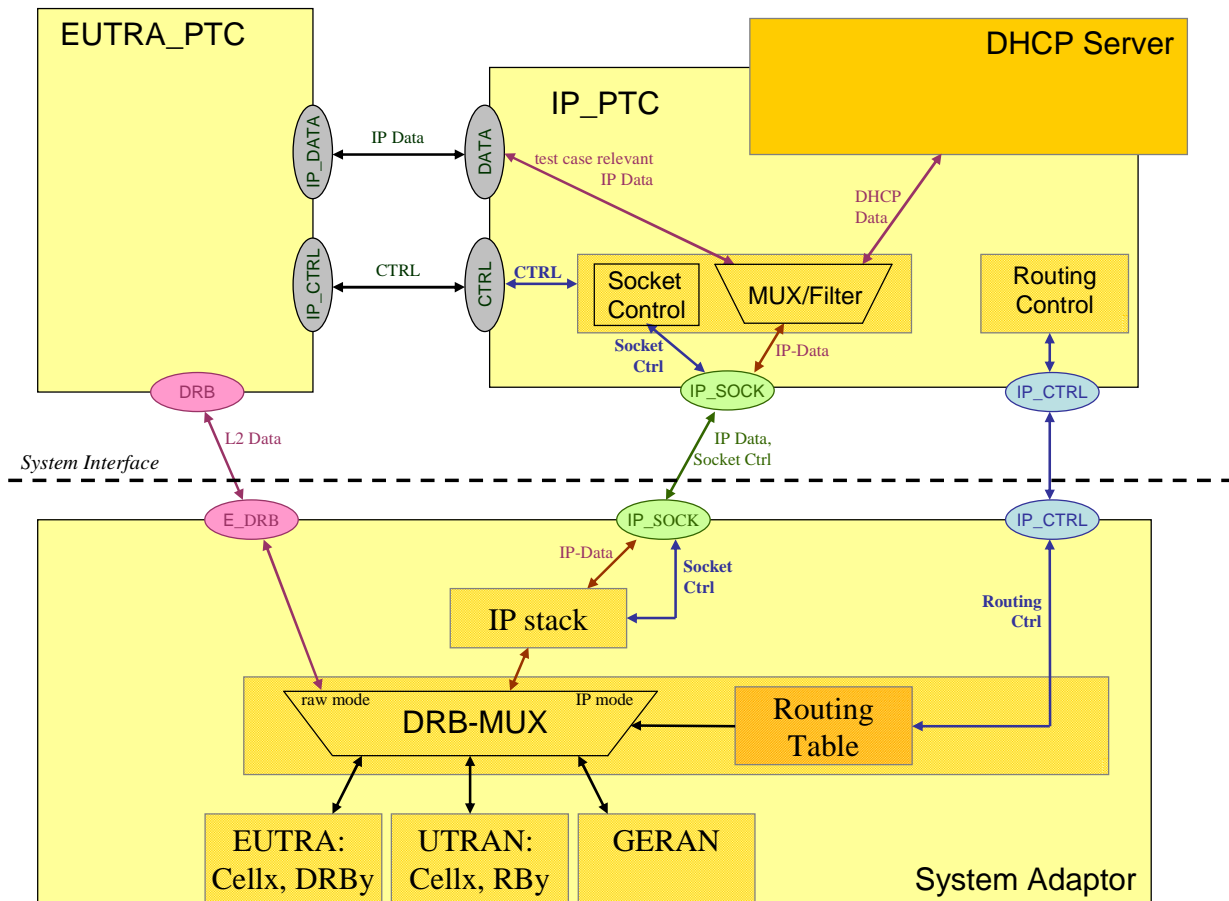 EUTRA_PTC
DHCP Server
IP_PTC
IP_DATA
IP Data
DATA
test case relevant
IP Data
DHCP
Data
IP_CTRL
CTRL
CTRL
CTRL
Socket
Control
MUX/Filter
Routing
Control
Socket
Ctrl
IP-Data
DRB
IP_SOCK
IP_CTRL
L2 Data
IP Data,
Socket Ctrl
System Interface
E_DRB
IP_SOCK
IP_CTRL
IP-Data
Socket
Ctrl
IP stack
Routing
Ctrl
raw mode
IP mode
DRB-MUX
Routing
Table
EUTRA:
Cellx, DRBy
UTRAN:
Cellx, RBy
GERAN
System Adaptor